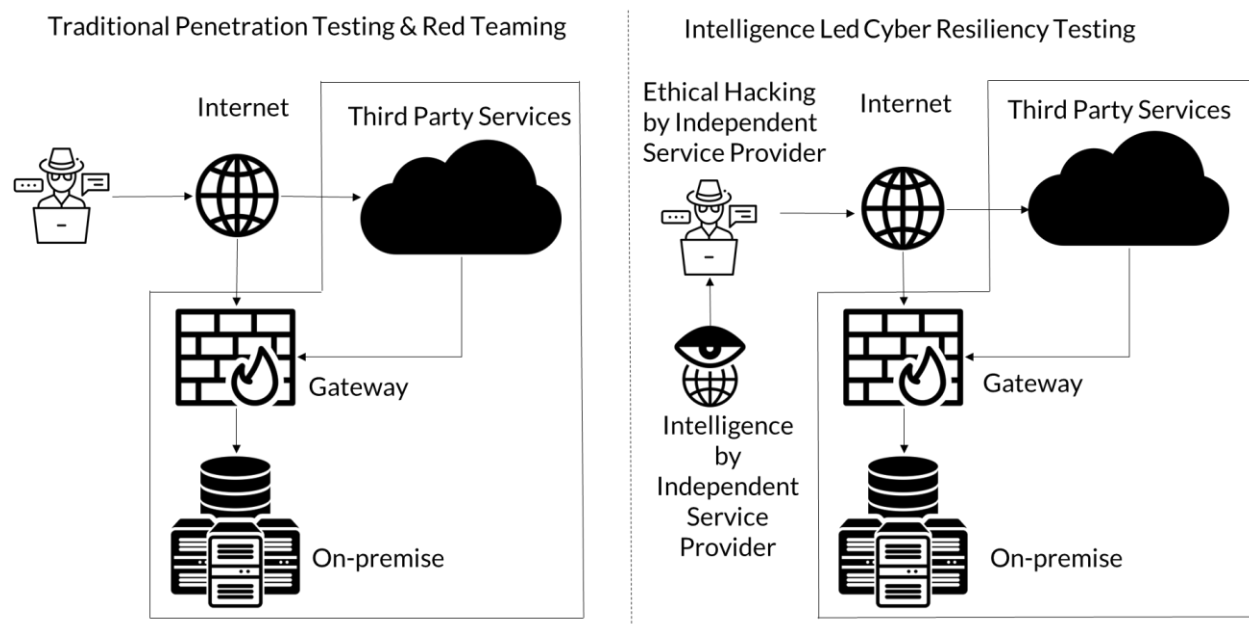 Traditional Penetration Testing & Red Teaming
Internet
Third Party Services
Gateway
On-premise
Intelligence Led Cyber Resiliency Testing
Ethical Hacking
by Independent
Service Provider
Internet
Third Party Services
Intelligence
by
Independent
Service
Provider
Gateway
On-premise